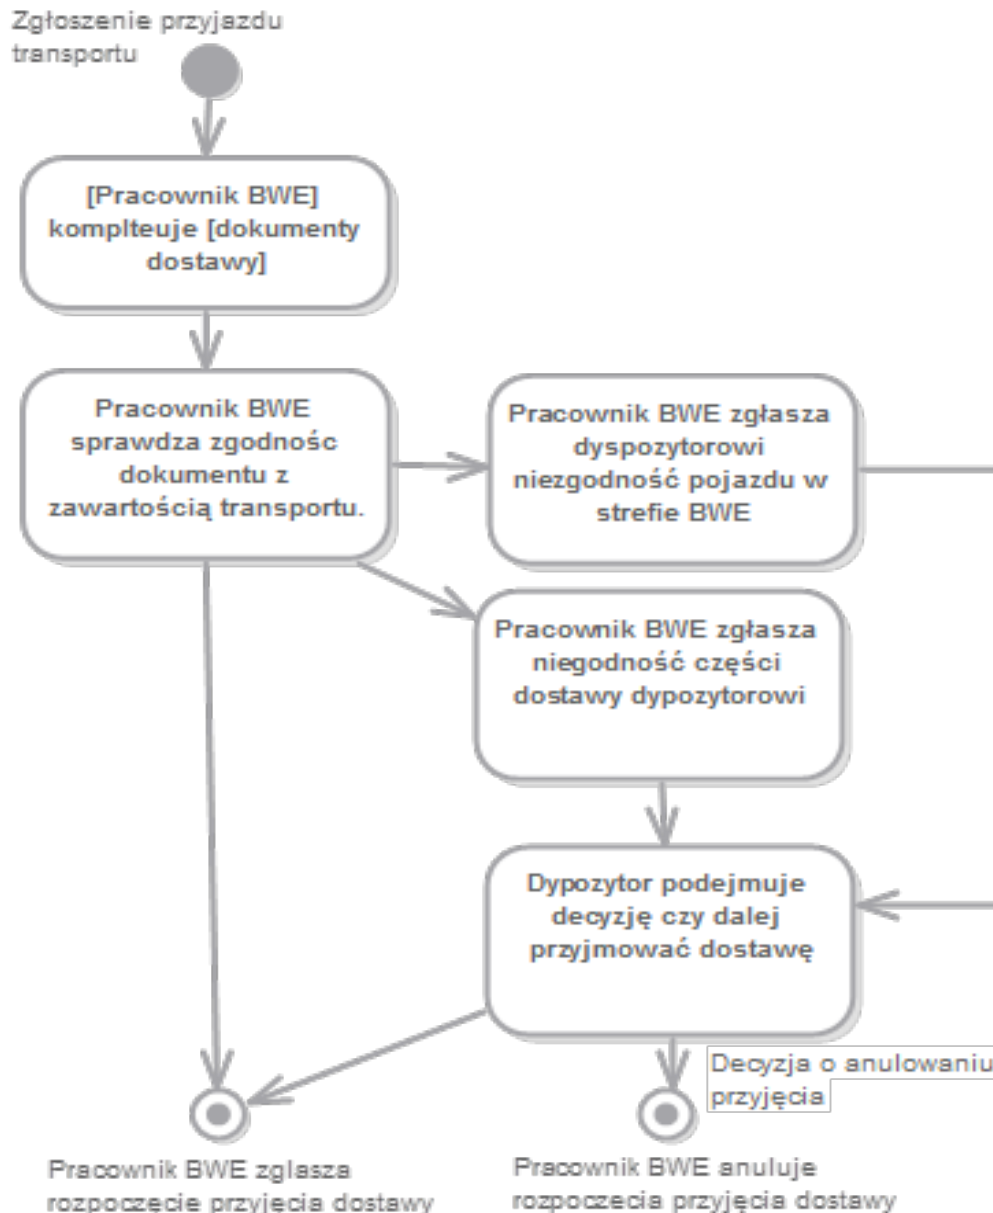 Zgłoszenie przyjazdu
transportu
[Pracownik BWE]
komplteuje [dokumenty
dostawy]
Pracownik BWE
sprawdza zgodnośc
dokumentu z
zawartością transportu.
Pracownik BWE zgłasza
dyspozytorowi
niezgodność pojazdu w
strefie BWE
Pracownik BWE zgłasza
niegodność części
dostawy dypozytorowi
Dypozytor podejmuje
decyzję czy dalej
przyjmować dostawę
Decyzja o anulowaniu
przyjęcia
Pracownik BWE zglasza
rozpoczęcie przyjęcia dostawy
Pracownik BWE anuluje
rozpoczecia przyjęcia dostawy